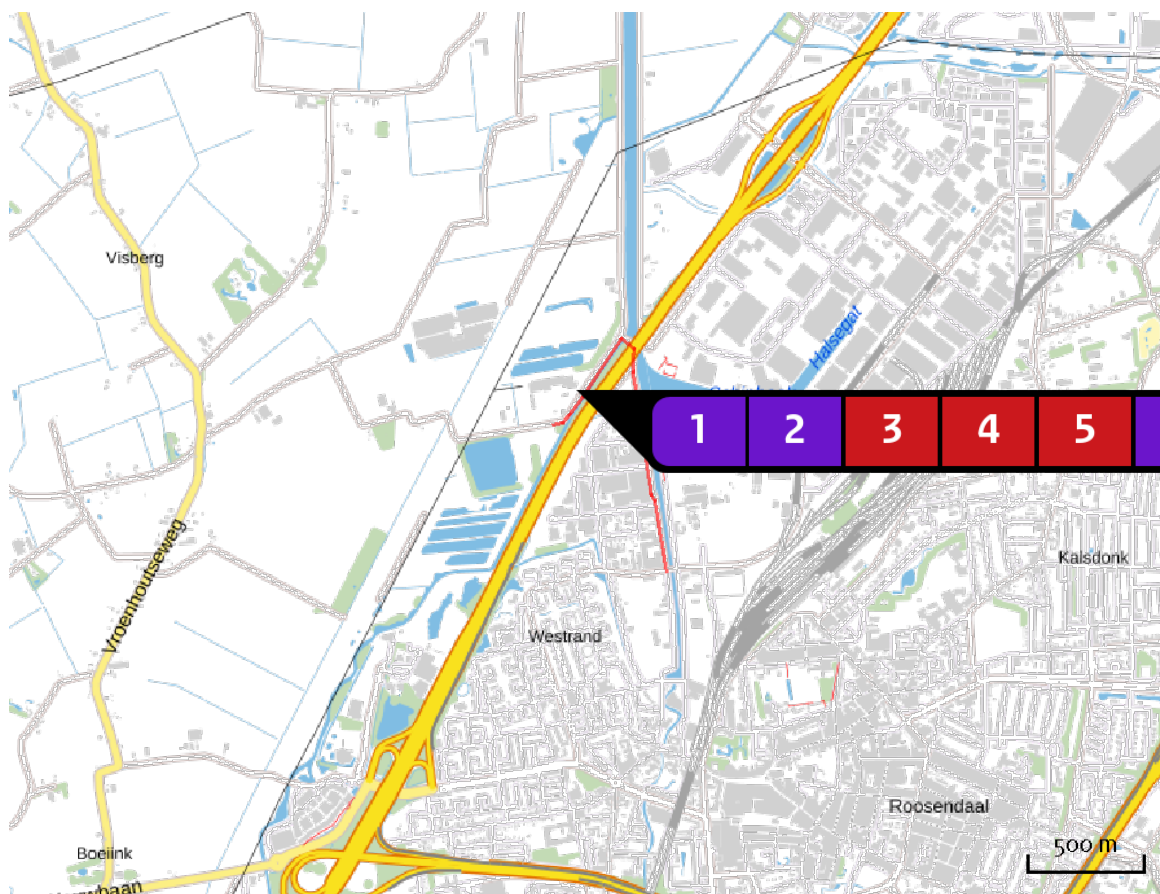 Visberg
Halsegat
1 2 3 4 5
Vroenhoutseweg
Kalsdonk
Westrand
Roosendaal
500 m
Boeiink